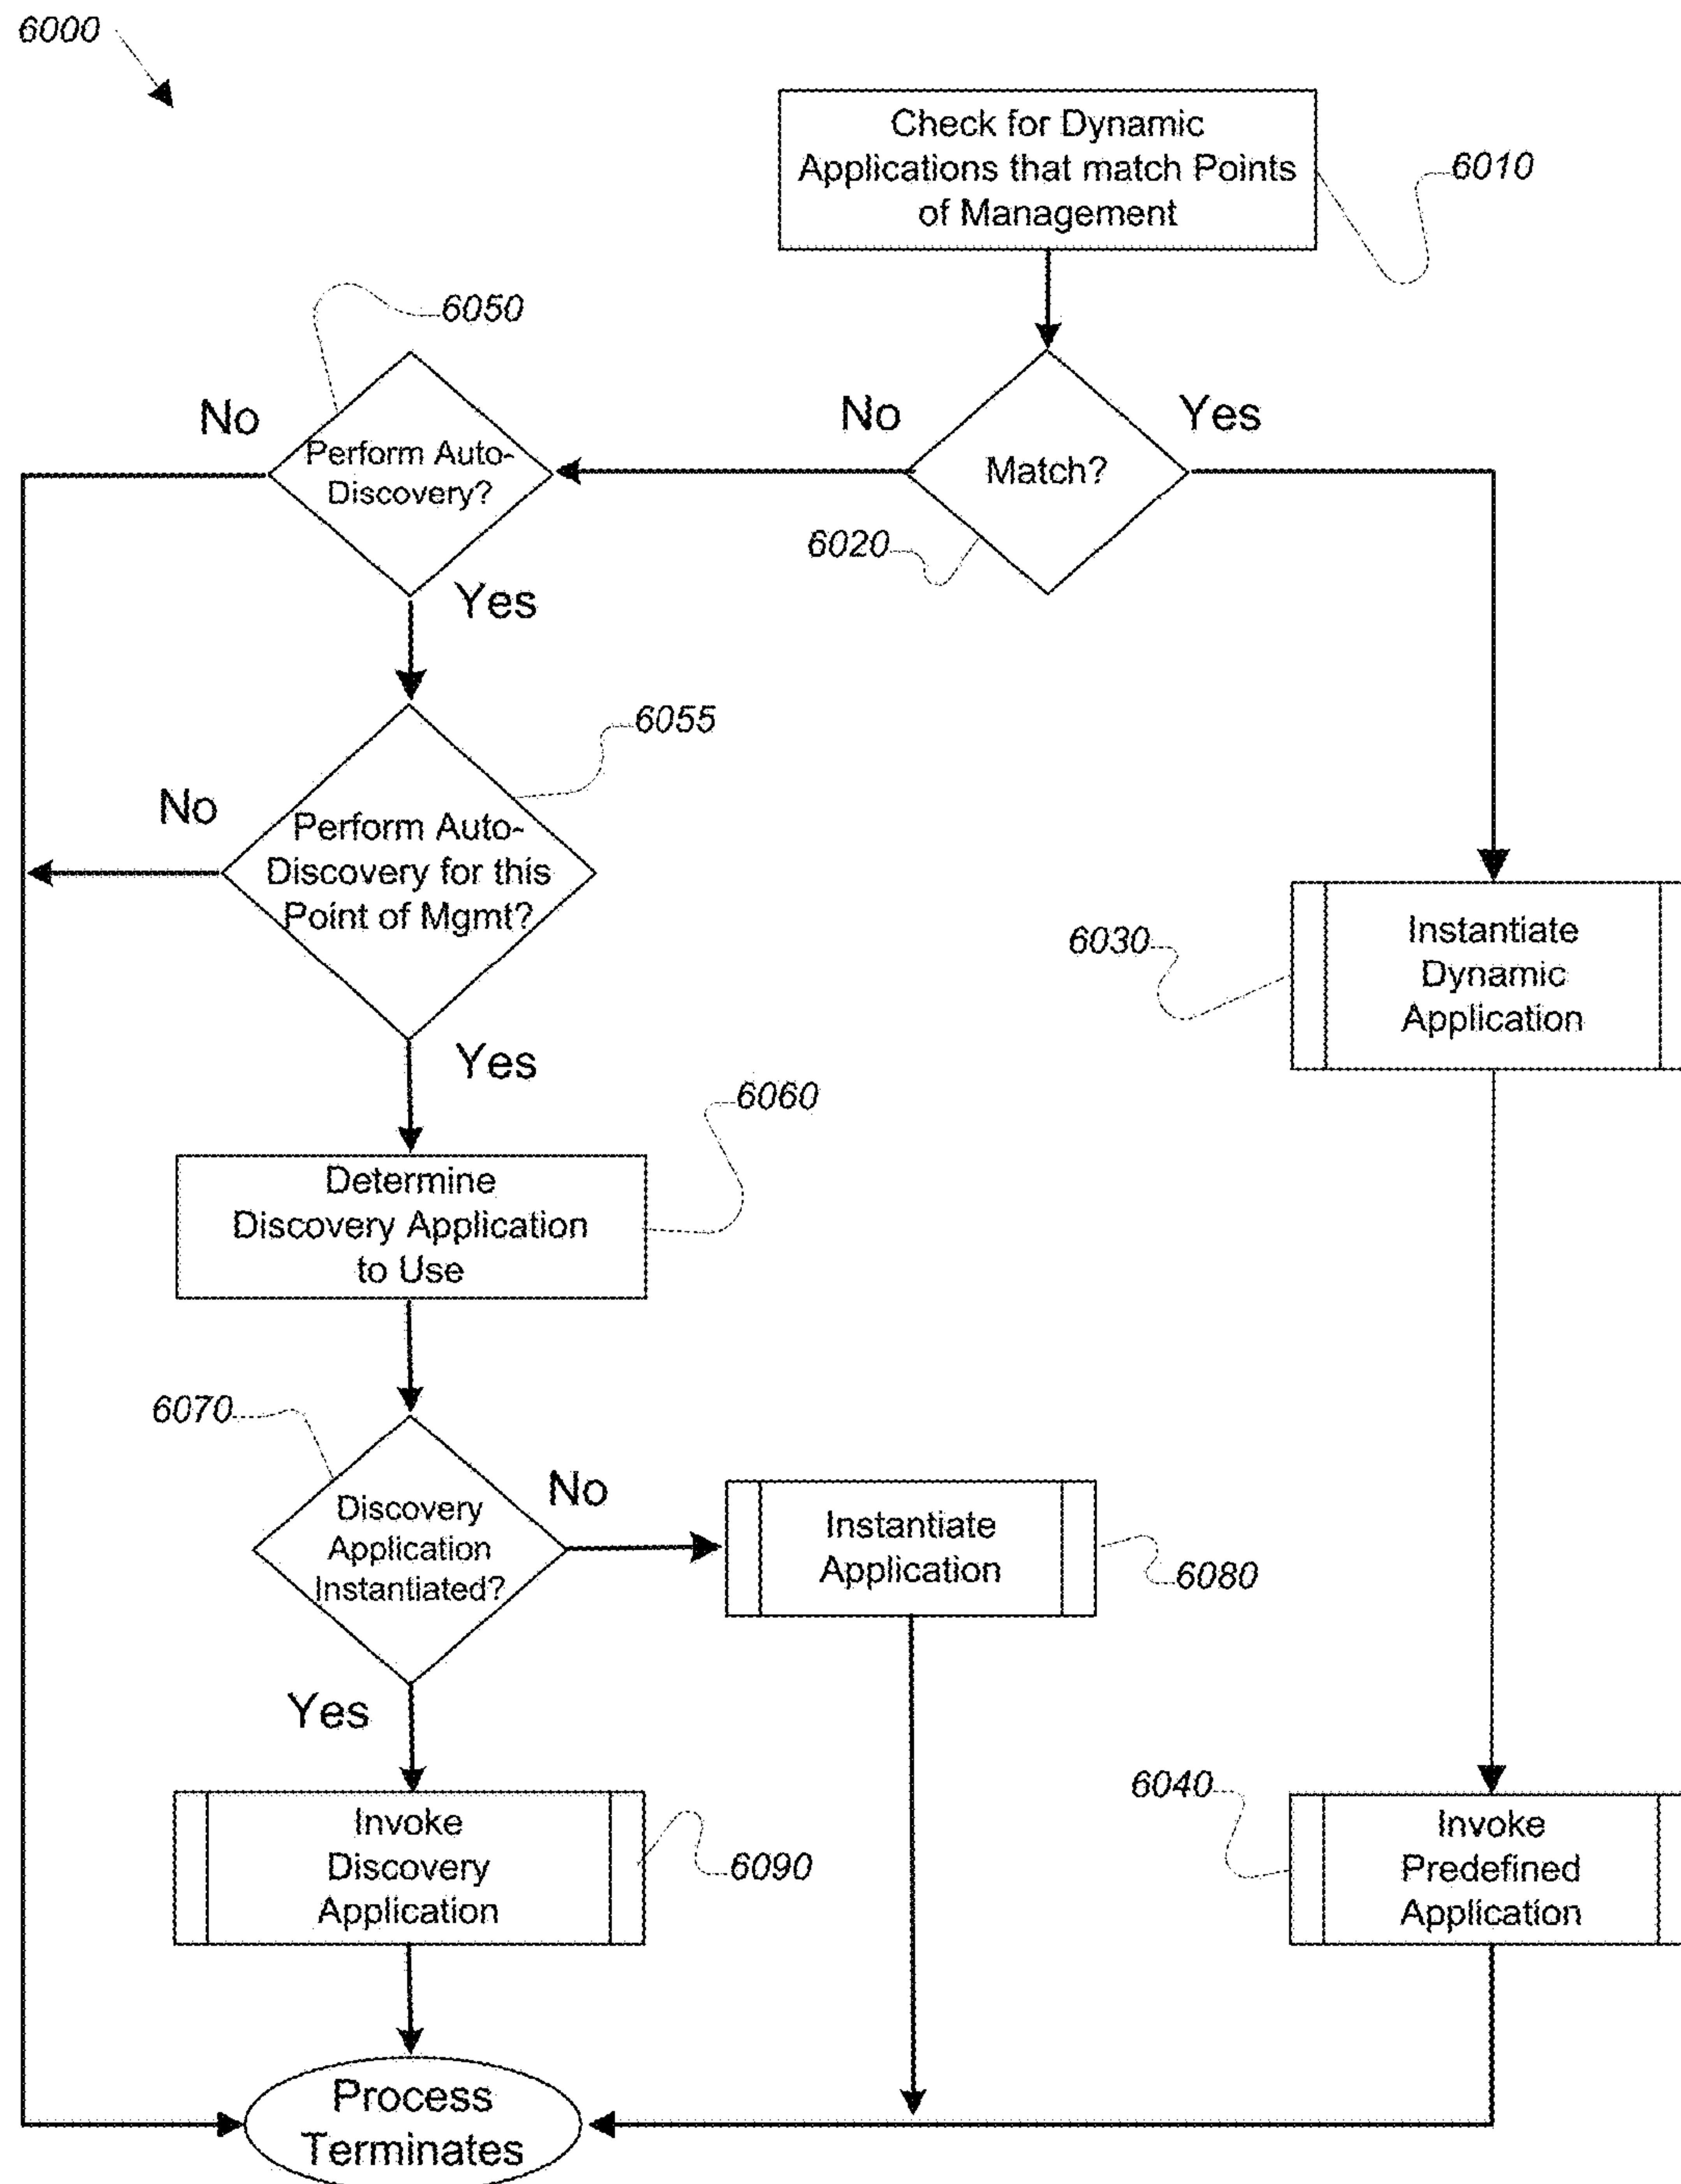 6000
Check for Dynamic
Applications that match Points
of Management
6010
6050
No
Perform Auto-
Discovery?
Yes
No
Match?
Yes
6020
6055
No
Perform Auto-
Discovery for this
Point of Mgmt?
Yes
6030
Instantiate
Dynamic
Application
6060
Determine
Discovery Application
to Use
6070
Discovery
Application
Instantiated?
No
Instantiate
Application
6080
Yes
Invoke
Discovery
Application
6090
6040
Invoke
Predefined
Application
Process
Terminates